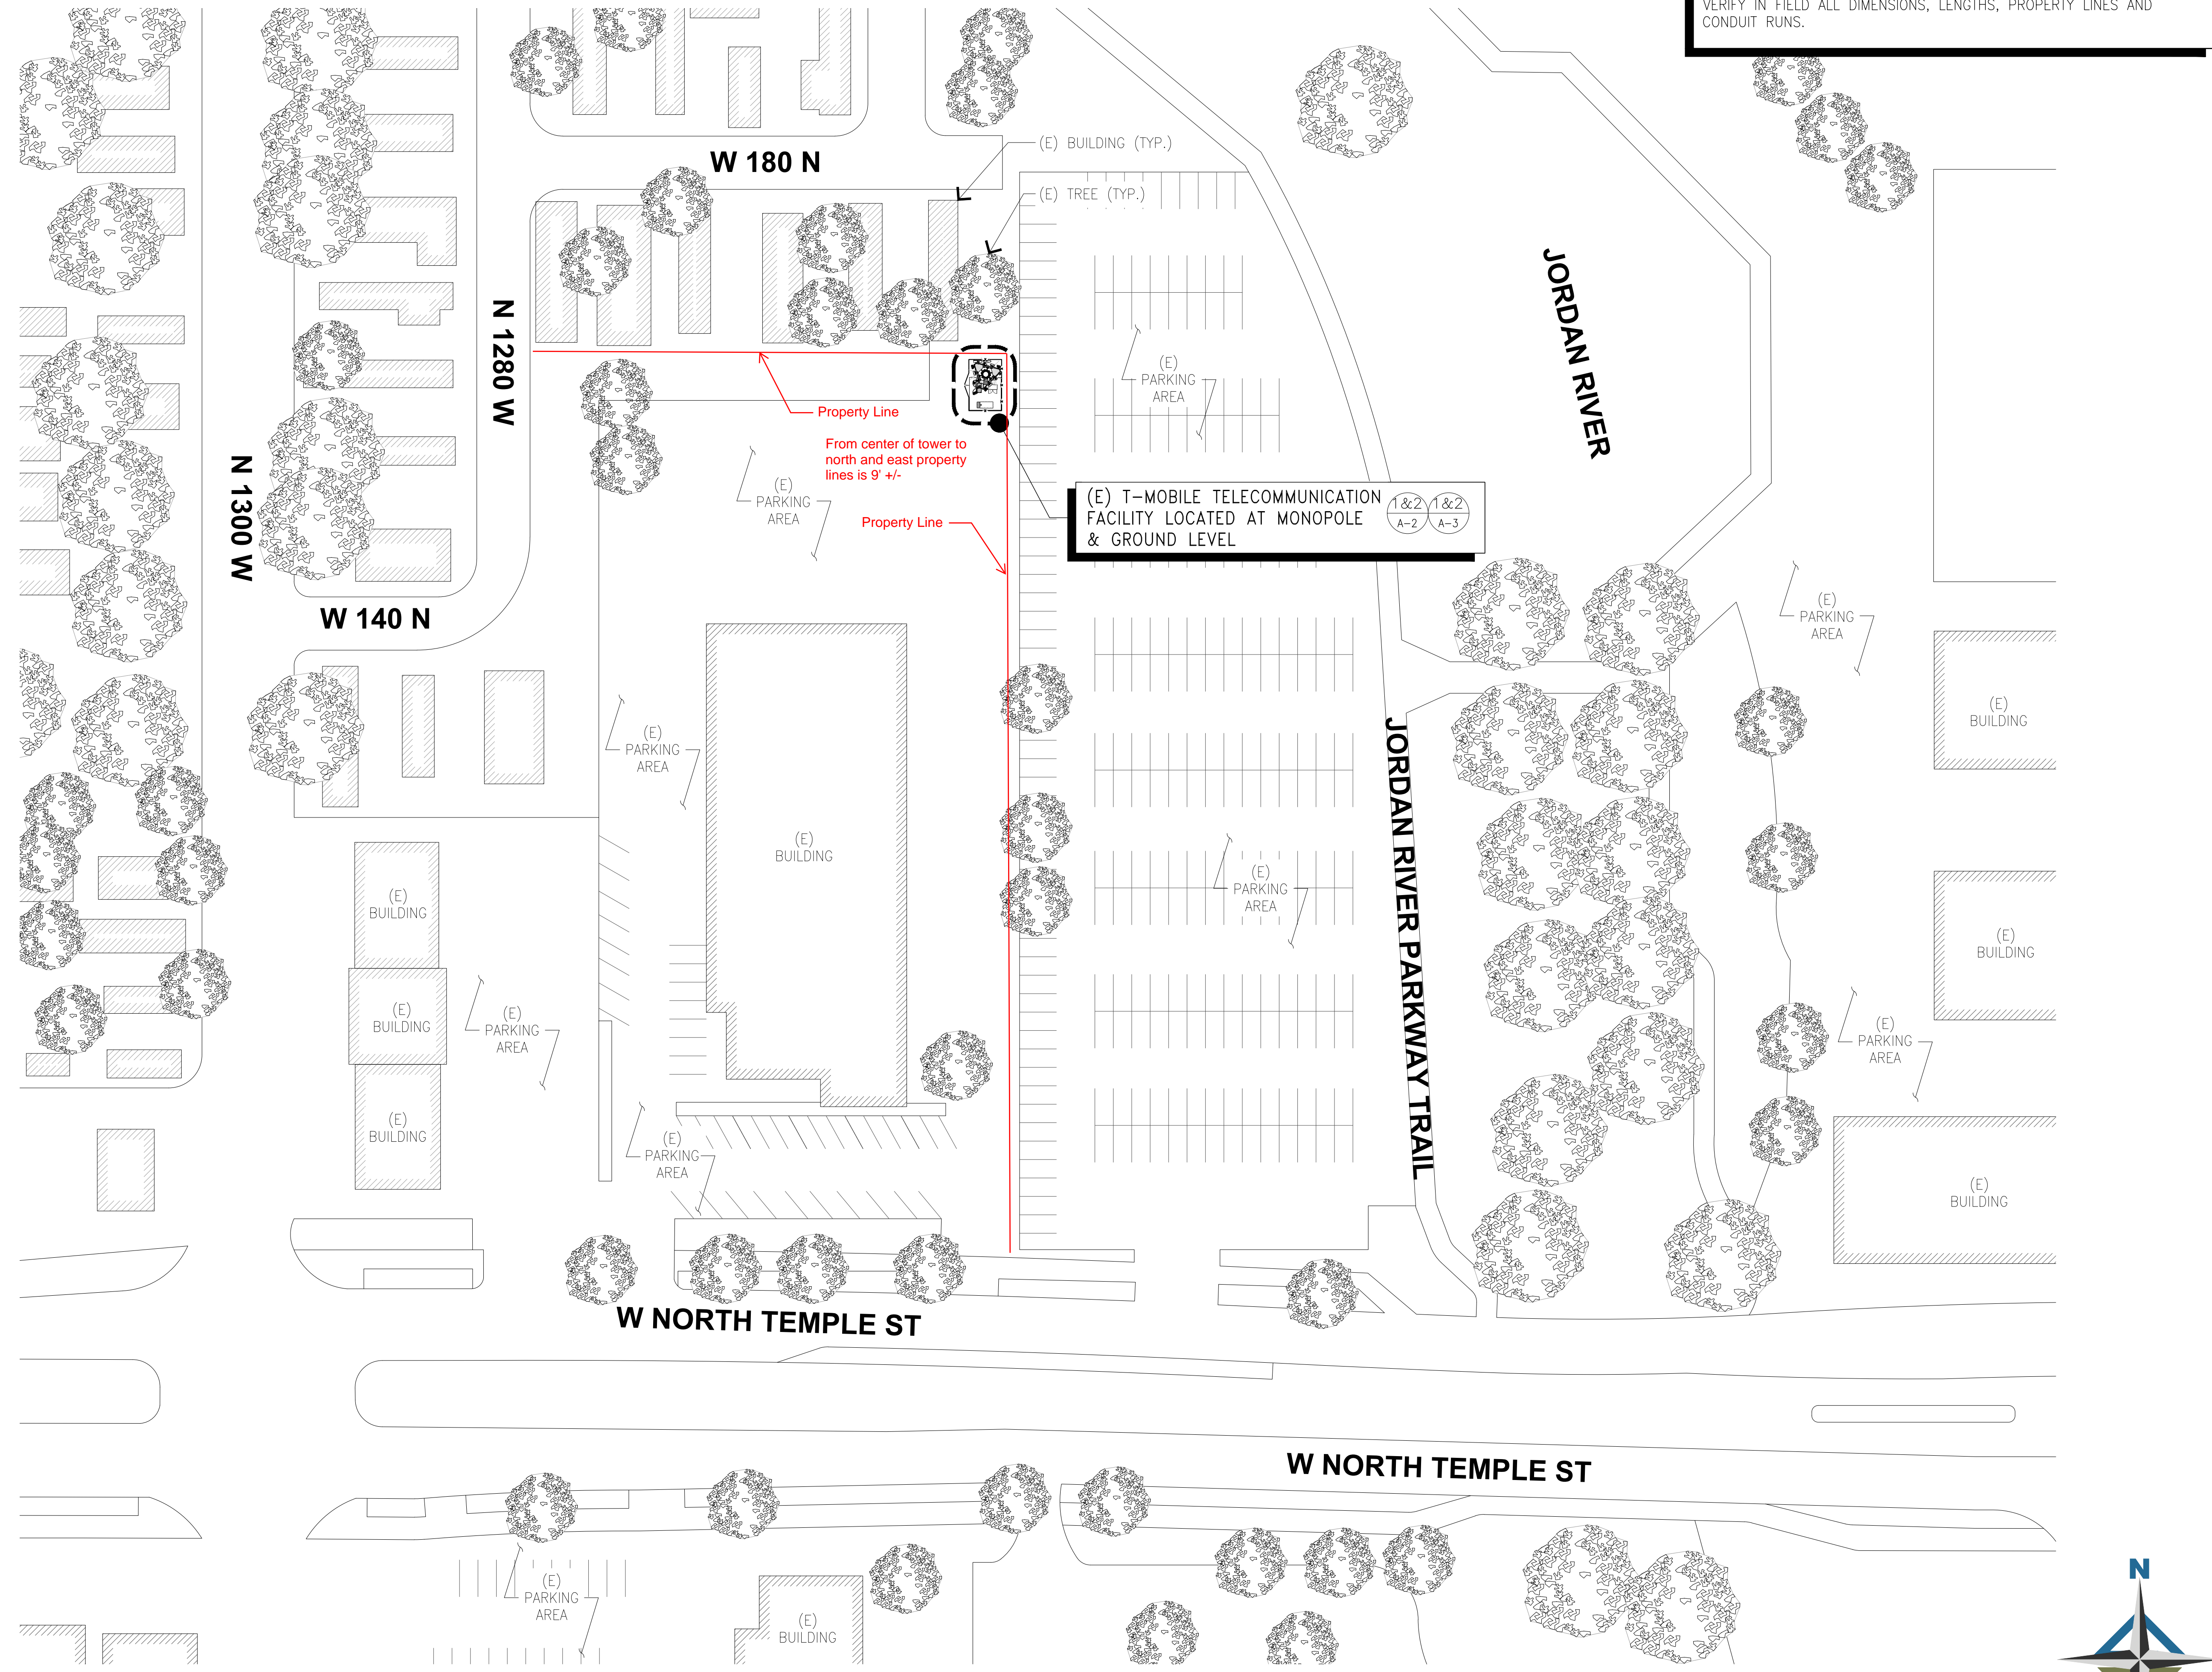 VERIFY IN FIELD ALL DIMENSIONS, LENGTHS, PROPERTY LINES AND
CONDUIT RUNS.
(E) BUILDING (TYP.)
W 180 N
(E) TREE (TYP.)
JORDAN RIVER
N 1280 W
(E)
PARKING
AREA
Property Line
From center of tower to
north and east property
lines is 9' +/-
N 1300 W
(E)
PARKING
AREA
(E) T-MOBILE TELECOMMUNICATION
FACILITY LOCATED AT MONOPOLE
& GROUND LEVEL
1&2
A-2
1&2
A-3
Property Line
W 140 N
(E)
PARKING
AREA
(E)
BUILDING
(E)
PARKING
AREA
JORDAN RIVER PARKWAY TRAIL
(E)
BUILDING
(E)
PARKING
AREA
(E)
BUILDING
(E)
BUILDING
(E)
BUILDING
(E)
PARKING
AREA
(E)
PARKING
AREA
(E)
BUILDING
(E)
PARKING
AREA
(E)
BUILDING
W NORTH TEMPLE ST
W NORTH TEMPLE ST
(E)
PARKING
AREA
(E)
BUILDING
N